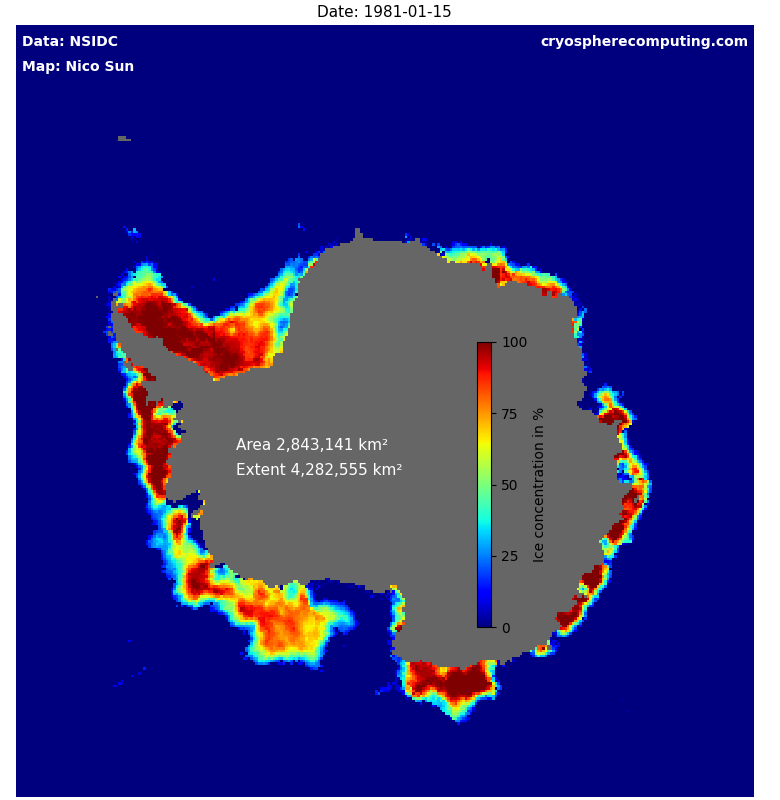 Date: 1981-01-15
Data: NSIDC
cryospherecomputing.com
Map: Nico Sun
100
75
50
25
0
Ice concentration in %
Area 2,843,141 km²
Extent 4,282,555 km²